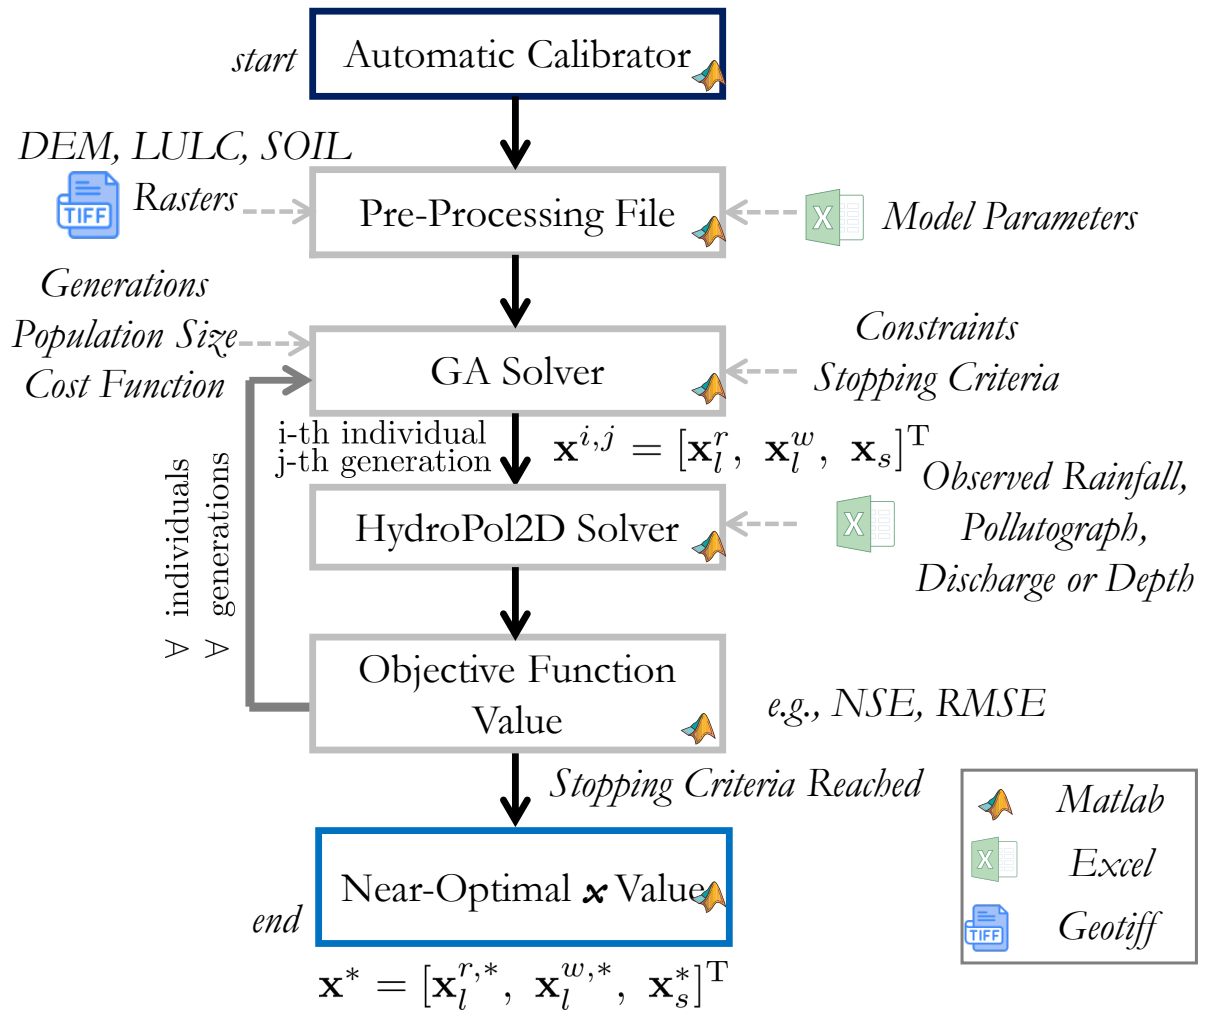 start
Automatic Calibrator
DEM, LULC, SOIL
Rasters
TIFF
Pre-Processing File
X
Model Parameters
Generations
Population Size
Cost Function
GA Solver
Constraints
Stopping Criteria
i-th individual
j-th generation
𝐱^{i,j} = [𝐱_l^r, 𝐱_l^w, 𝐱_s]^T
∀ individuals
∀ generations
HydroPol2D Solver
X
Observed Rainfall,
Pollutograph,
Discharge or Depth
Objective Function
Value
e.g., NSE, RMSE
Stopping Criteria Reached
end
Near-Optimal 𝒙 Value
𝐱^* = [𝐱_l^{r,*}, 𝐱_l^{w,*}, 𝐱_s^*]^T
Matlab
X
Excel
TIFF
Geotiff